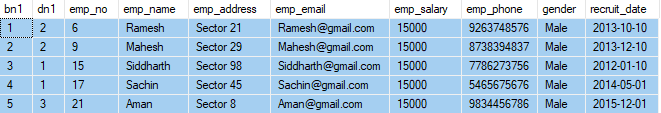 bn1 dn1 emp_no emp_name emp_address emp_email emp_salary emp_phone gender recruit_date
1 2 6 Ramesh Sector 21 Ramesh@gmail.com 15000 9263748576 Male 2013-10-10
2 2 9 Mahesh Sector 29 Mahesh@gmail.com 15000 8738394837 Male 2013-12-10
3 1 15 Siddharth Sector 98 Siddharth@gmail.com 15000 7786273756 Male 2012-01-10
4 1 17 Sachin Sector 45 Sachin@gmail.com 15000 5465675676 Male 2014-05-01
5 3 21 Aman Sector 8 Aman@gmail.com 15000 9834456786 Male 2015-12-01